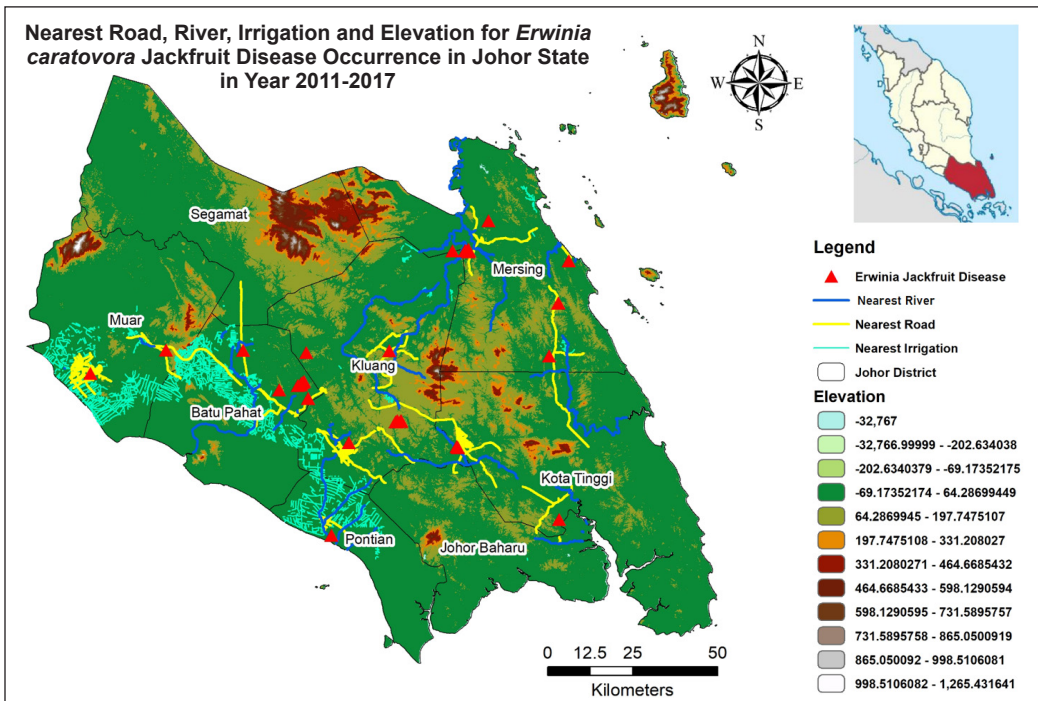 Nearest Road, River, Irrigation and Elevation for Erwinia
caratovora Jackfruit Disease Occurrence in Johor State
in Year 2011-2017
N
W E
S
Segamat
Mersing
Muar
Kluang
Batu Pahat
Kota Tinggi
Pontian
Johor Baharu
0 12.5 25 50
Kilometers
Legend
Erwinia Jackfruit Disease
Nearest River
Nearest Road
Nearest Irrigation
Johor District
Elevation
-32,767
-32,766.99999 - -202.634038
-202.6340379 - -69.17352175
-69.17352174 - 64.28699449
64.2869945 - 197.7475107
197.7475108 - 331.208027
331.2080271 - 464.6685432
464.6685433 - 598.1290594
598.1290595 - 731.5895757
731.5895758 - 865.0500919
865.050092 - 998.5106081
998.5106082 - 1,265.431641